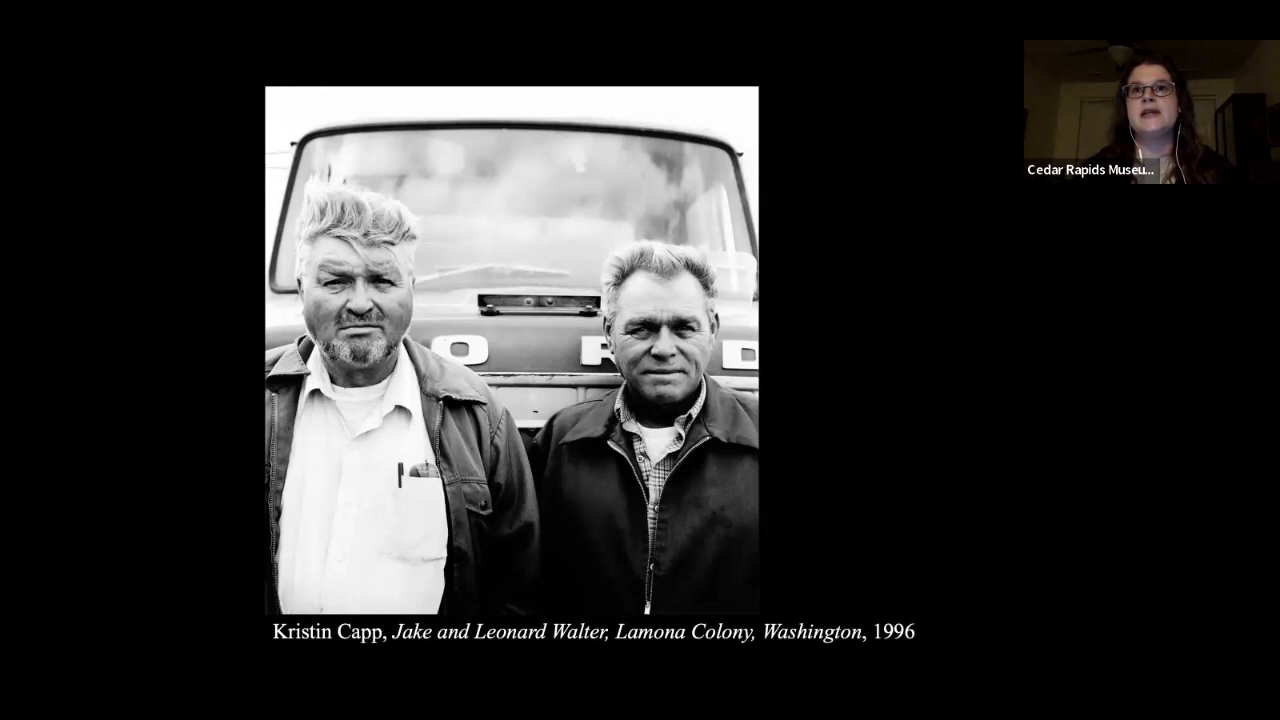 Cedar Rapids Museu...
O R D
Kristin Capp, Jake and Leonard Walter, Lamona Colony, Washington, 1996